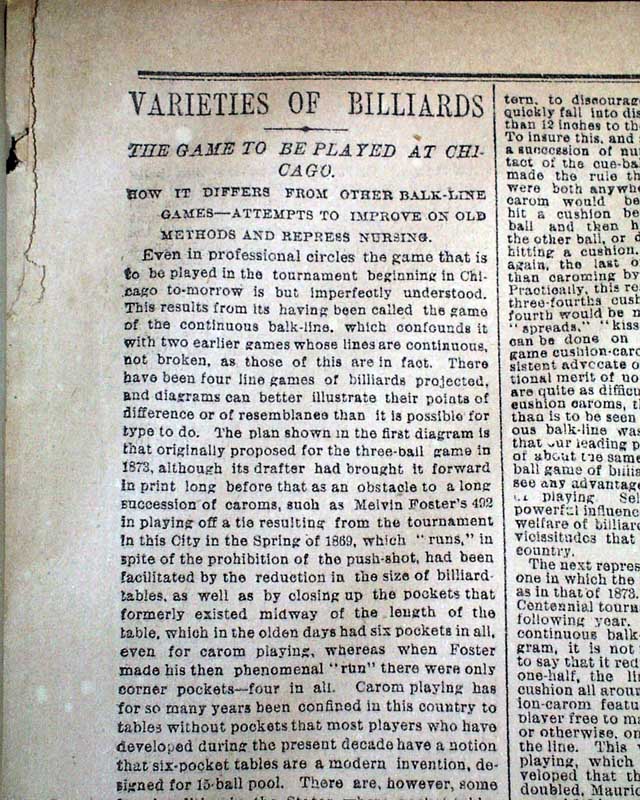 VARIETIES OF BILLIARDS
THE GAME TO BE PLAYED AT CHI-
CAGO.
HOW IT DIFFERS FROM OTHER BALK-LINE
GAMES—ATTEMPTS TO IMPROVE ON OLD
METHODS AND REPRESS NURSING.
Even in professional circles the game that is
to be played in the tournament beginning in Chi-
cago to-morrow is but imperfectly understood.
This results from its having been called the game
of the continuous balk-line, which confounds it
with two earlier games whose lines are continuous,
not broken, as those of this are in fact. There
have been four line games of billiards projected,
and diagrams can better illustrate their points of
difference or of resemblance than it is possible for
type to do. The plan shown in the first diagram is
that originally proposed for the three-ball game in
1873, although its drafter had brought it forward
in print long before that as an obstacle to a long
succession of caroms, such as Melvin Foster's 492
in playing off a tie resulting from the tournament
in this City in the Spring of 1869, which "runs," in
spite of the prohibition of the push-shot, had been
facilitated by the reduction in the size of billiard-
tables, as well as by closing up the pockets that
formerly existed midway of the length of the
table, which in the olden days had six pockets in all,
even for carom playing, whereas when Foster
made his then phenomenal "run" there were only
corner pockets—four in all. Carom playing has
for so many years been confined in this country to
tables without pockets that most players who have
developed during the present decade have a notion
that six-pocket tables are a modern invention, de-
signed for 15-ball pool. There are, however, some
tern, to discourag
quickly fall into dis
than 12 inches to th
To insure this, and
a succession of nu
tact of the cue-ba
made the rule th
were both anywh
carom would be
hit a cushion be
ball and then h
the other ball, or d
hitting a cushion.
again, the last o
than caroming by
Practically, this re
three-fourths cus
fourth would be n
"spreads," "kiss
can be done on
game cushion-car
sistent advocate o
tional merit of no
are quite as difficu
cushion caroms, t
than is to be seen
ous balk-line was
that our leading p
of about the same
ball game of billis
see any advantage
playing. Sel
powerful influenc
welfare of billiar
vicissitudes that
country.
The next repres
one in which the
as in that of 1873.
Centennial tourn
following year.
continuous balk-
gram, it is not
to say that it red
one-half, the li
cushion all arou
ion-carom featu
player free to ma
or otherwise, on
the line. This
playing, which
veloped that th
doubled, Mauric